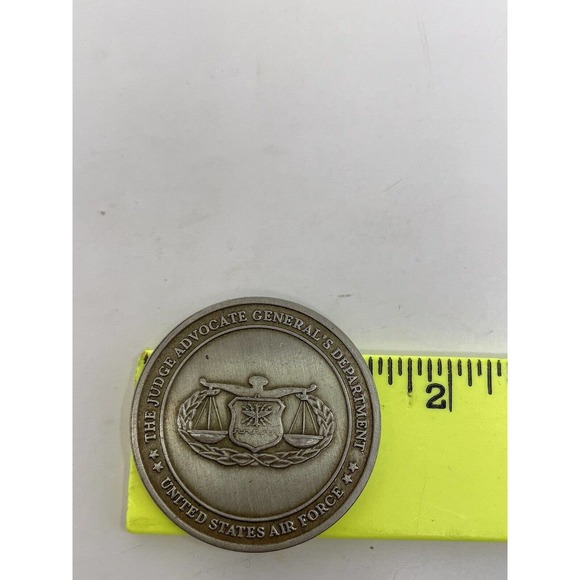 THE JUDGE ADVOCATE GENERAL'S DEPARTMENT
UNITED STATES AIR FORCE
2